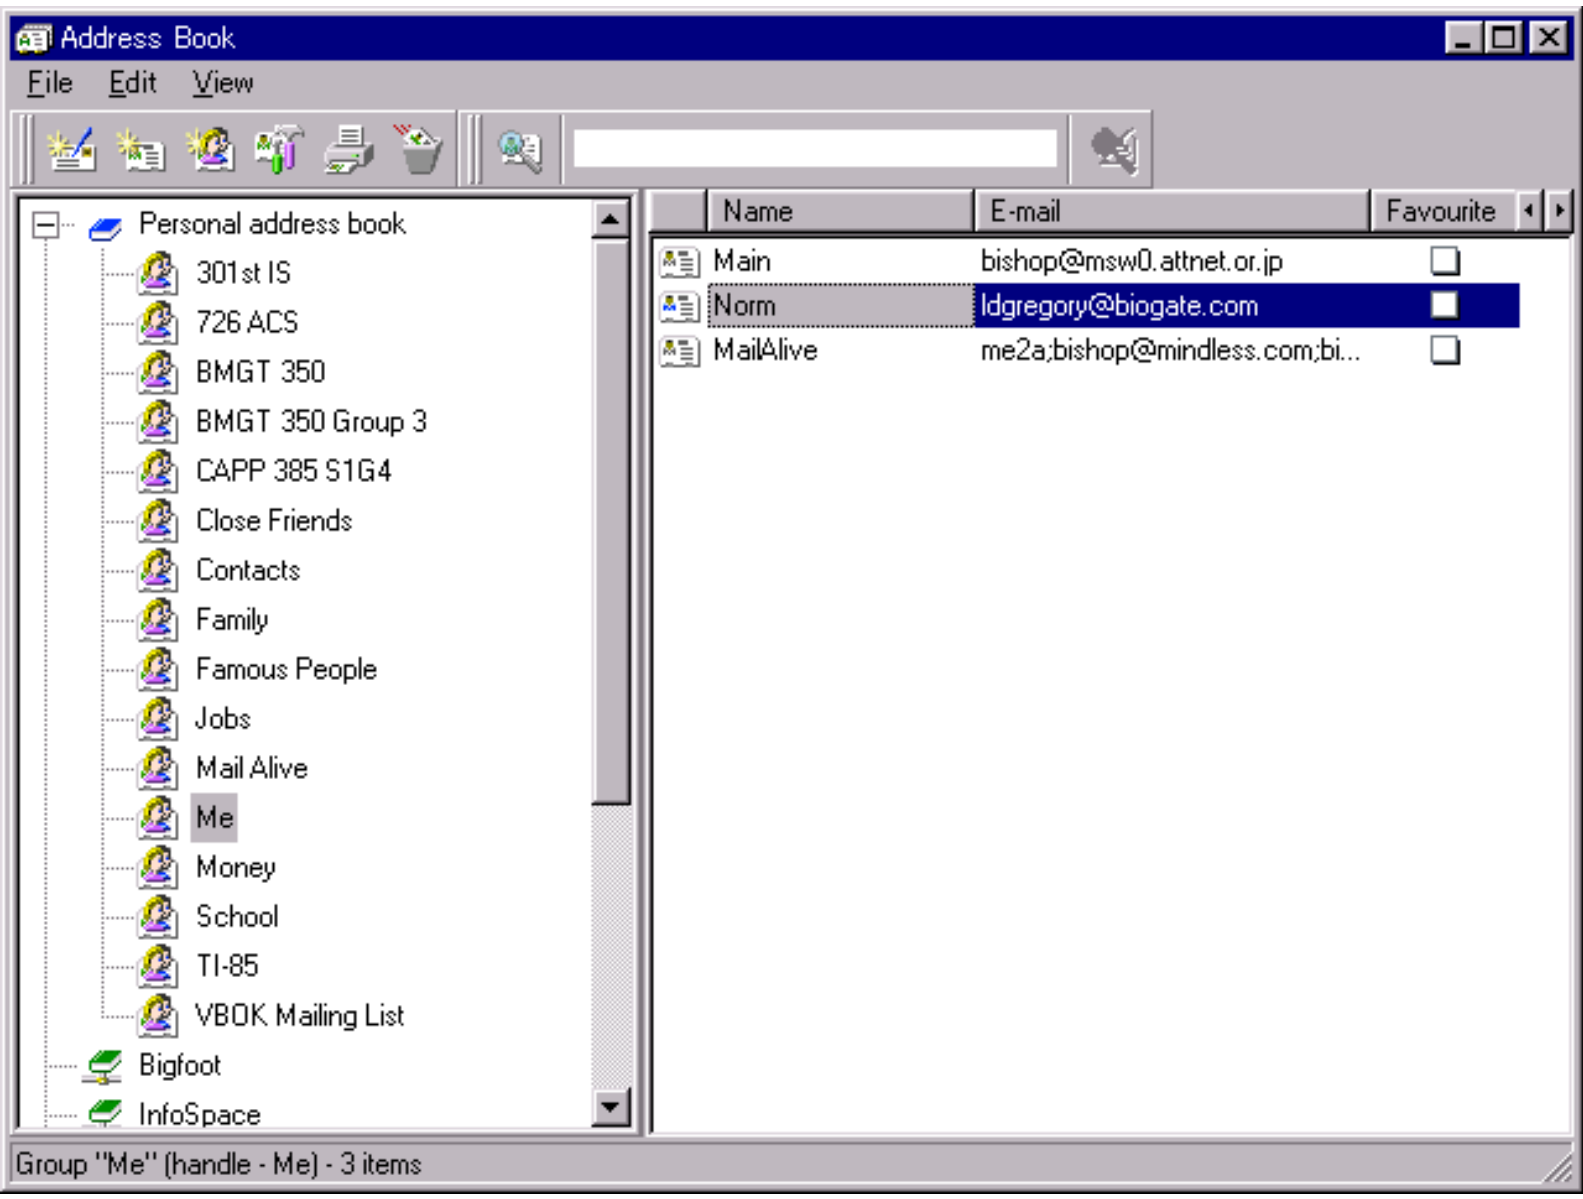 Address Book
File Edit View
Personal address book
301st IS
726 ACS
BMGT 350
BMGT 350 Group 3
CAPP 385 S1G4
Close Friends
Contacts
Family
Famous People
Jobs
Mail Alive
Me
Money
School
TI-85
VBOK Mailing List
Bigfoot
InfoSpace
Name E-mail Favourite
Main bishop@msw0.attnet.or.jp
Norm ldgregory@biogate.com
MailAlive me2a;bishop@mindless.com;bi...
Group "Me" (handle - Me) - 3 items